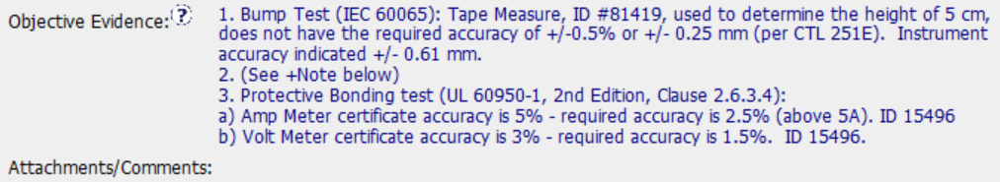 Objective Evidence: ? 1. Bump Test (IEC 60065): Tape Measure, ID #81419, used to determine the height of 5 cm,
does not have the required accuracy of +/-0.5% or +/- 0.25 mm (per CTL 251E).  Instrument
accuracy indicated +/- 0.61 mm.
2. (See +Note below)
3. Protective Bonding test (UL 60950-1, 2nd Edition, Clause 2.6.3.4):
a) Amp Meter certificate accuracy is 5% - required accuracy is 2.5% (above 5A). ID 15496
b) Volt Meter certificate accuracy is 3% - required accuracy is 1.5%.  ID 15496.
Attachments/Comments: